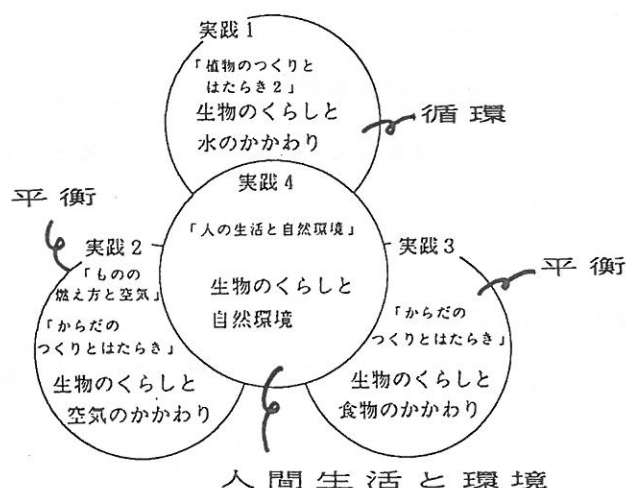 実践1
「植物のつくりと
はたらき2」
生物のくらしと
水のかかわり
循環
実践4
「人の生活と自然環境」
生物のくらしと
自然環境
平衡
実践2
「ものの
燃え方と空気」
「からだの
つくりとはたらき」
生物のくらしと
空気のかかわり
実践3
平衡
「からだの
つくりとはたらき」
生物のくらしと
食物のかかわり
人間生活と環境